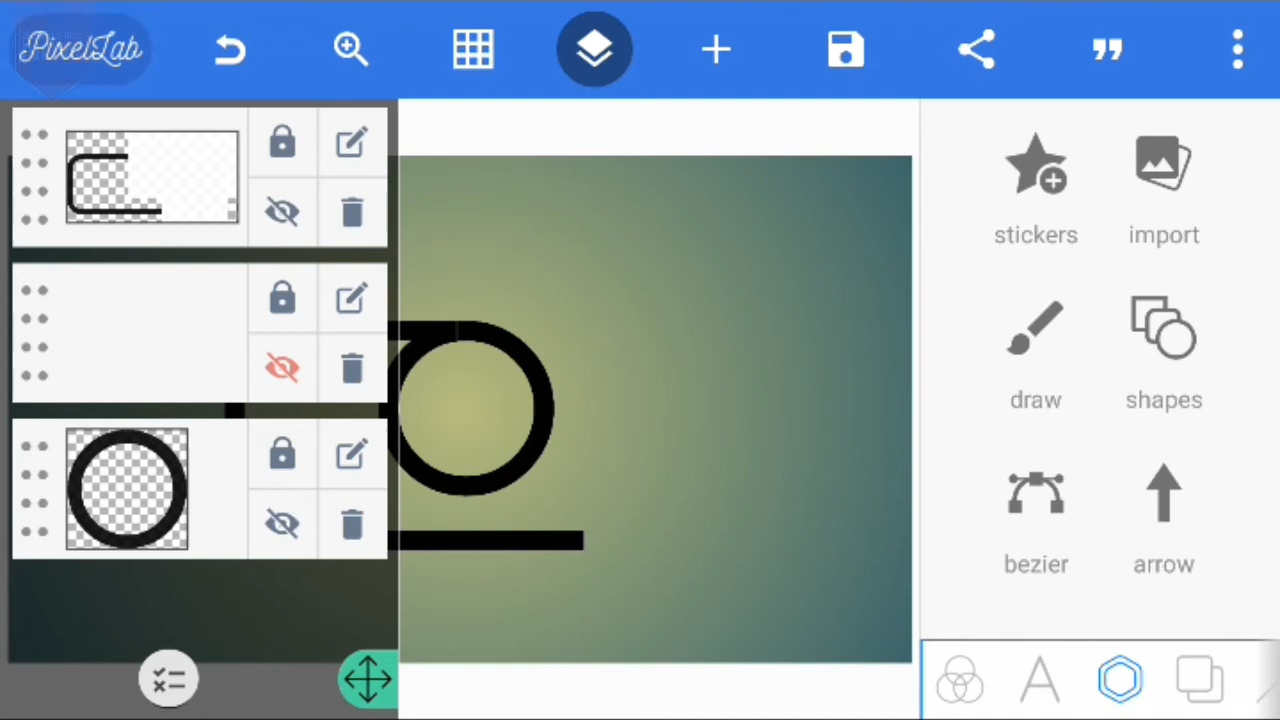 PixelLab
stickers
import
draw
shapes
bezier
arrow